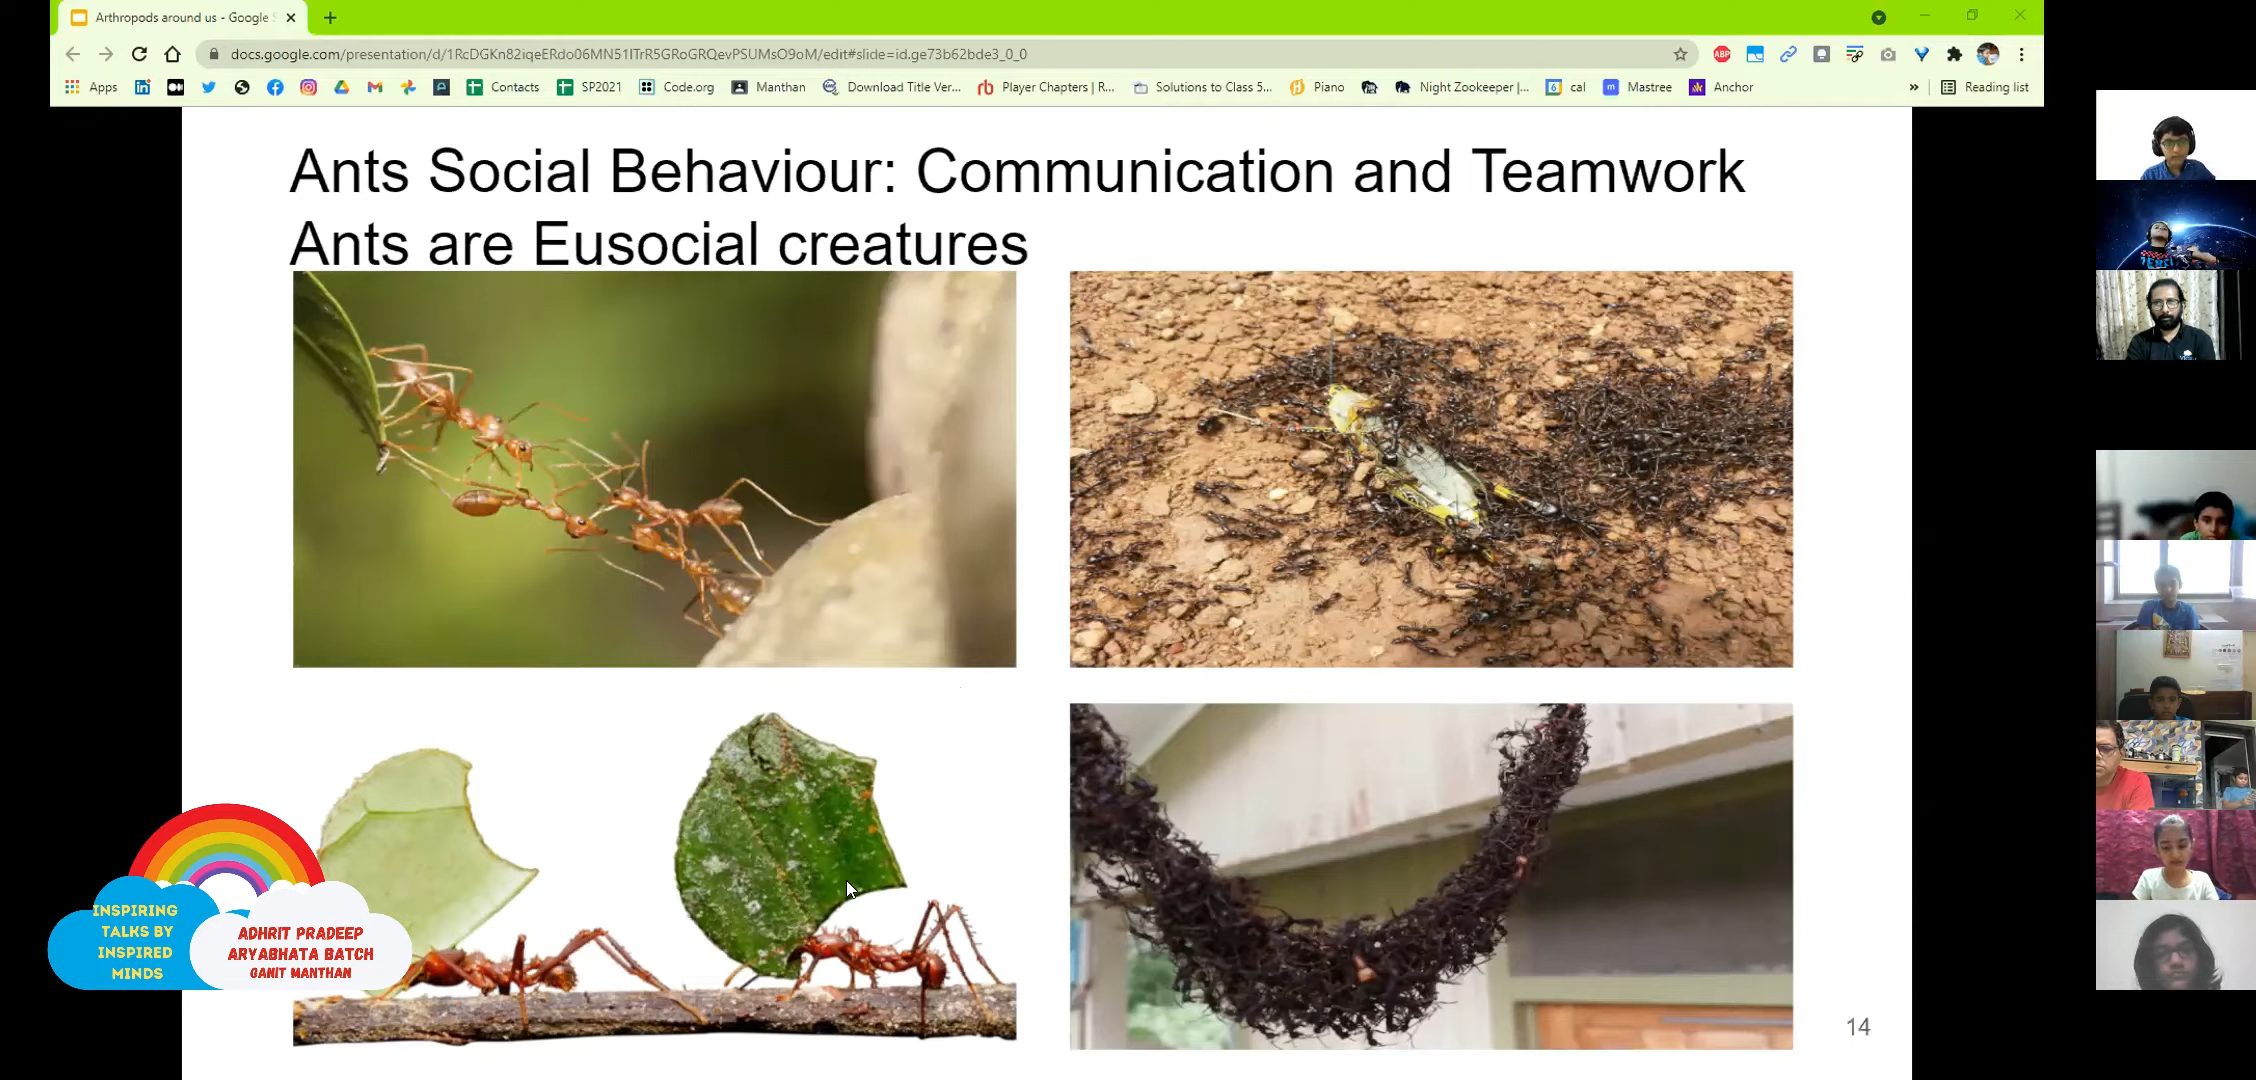 Arthropods around us - Google S
docs.google.com/presentation/d/1RcDGKn82iqeERdo06MN51ITrR5GRoGRQevPSUMsO9oM/edit#slide=id.ge73b62bde3_0_0
ABP
Apps
Contacts
SP2021
Code.org
Manthan
Download Title Ver...
Player Chapters | R...
Solutions to Class 5...
Piano
Night Zookeeper |...
cal
Mastree
Anchor
»
Reading list
Ants Social Behaviour: Communication and Teamwork
Ants are Eusocial creatures
INSPIRING
TALKS BY
INSPIRED
MINDS
ADHRIT PRADEEP
ARYABHATA BATCH
GANIT MANTHAN
14